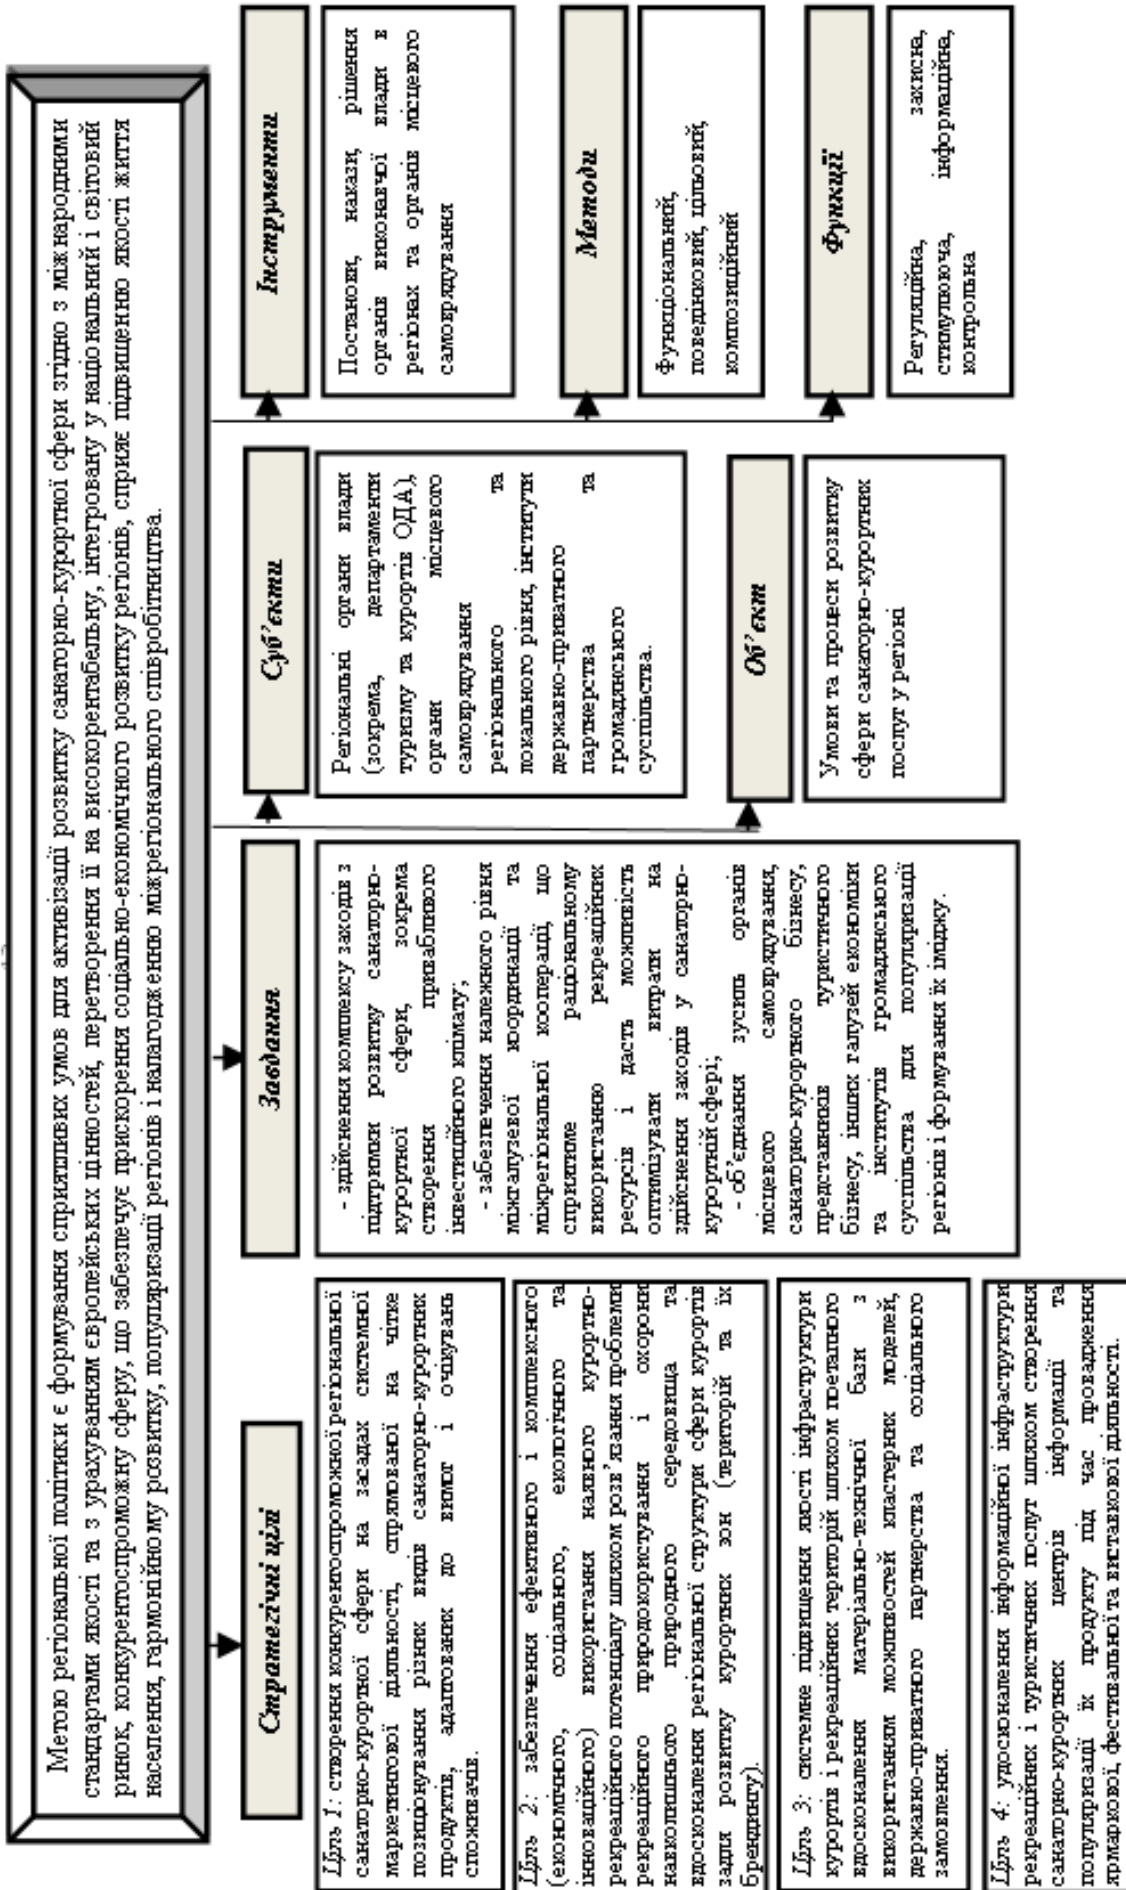 Метою регіональної політики є формування сприятливих умов для активізації розвитку санаторно-курортної сфери згідно з міжнародними
стандартами якості та з урахуванням європейських цінностей, перетворення її на високорентабельну, інтегровану у національний і світовий
ринок, конкурентоспроможну сферу, що забезпечує прискорення соціально-економічного розвитку регіонів, сприяє підвищенню якості життя
населення, гармонійному розвитку, популяризації регіонів і налагодженню міжрегіонального співробітництва.
Стратегічні цілі
Ціль 1: створення конкурентоспроможної регіональної
санаторно-курортної сфери на засадах системної
маркетингової діяльності, спрямованої на чітке
позиціонування різних видів санаторно-курортних
продуктів, адаптованих до вимог і очікувань
споживачів.
Ціль 2: забезпечення ефективного і комплексного
(економічного, соціального, екологічного та
інноваційного) використання наявного курортно-
рекреаційного потенціалу шляхом розв’язання проблеми
рекреаційного природокористування і охорони
навколишнього природного середовища та
вдосконалення регіональної структури сфери курортів
задля розвитку курортних зон (територій та їх
брендингу).
Ціль 3: системне підвищення якості інфраструктури
курортів і рекреаційних територій шляхом поетапного
вдосконалення матеріально-технічної бази з
використанням можливостей кластерних моделей,
державно-приватного партнерства та соціального
замовлення.
Ціль 4: удосконалення інформаційної інфраструктури
рекреаційних і туристичних послуг шляхом створення
санаторно-курортних центрів інформації та
популяризації їх продукту під час провадження
ярмаркової, фестивальної та виставкової діяльності.
Завдання
- здійснення комплексу заходів з
підтримки розвитку санаторно-
курортної сфери, зокрема
створення привабливого
інвестиційного клімату;
- забезпечення належного рівня
міжгалузевої координації та
міжрегіональної кооперації, що
сприятиме раціональному
використанню рекреаційних
ресурсів і дасть можливість
оптимізувати витрати на
здійснення заходів у санаторно-
курортній сфері;
- об’єднання зусиль органів
місцевого самоврядування,
санаторно-курортного бізнесу,
представників туристичного
бізнесу, інших галузей економіки
та інститутів громадянського
суспільства для популяризації
регіонів і формування їх іміджу.
Суб’єкти
Регіональні органи влади
(зокрема, департаменти
туризму та курортів ОДА),
органи місцевого
самоврядування та
регіонального та
локального рівня, інститути
державно-приватного
партнерства та
громадянського
суспільства.
Об’єкт
Умови та процеси розвитку
сфери санаторно-курортних
послуг у регіоні
Інструменти
Постанови, накази, рішення
органів виконавчої влади в
регіонах та органів місцевого
самоврядування
Методи
Функціональний,
поведінковий, цільовий,
композиційний
Функції
Регуляційна, захисна,
стимулююча, інформаційна,
контрольна